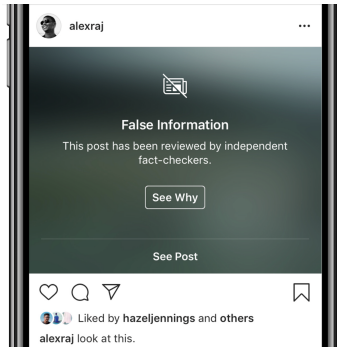 alexraj
False Information
This post has been reviewed by independent
fact-checkers.
See Why
See Post
Liked by hazeljennings and others
alexraj look at this.